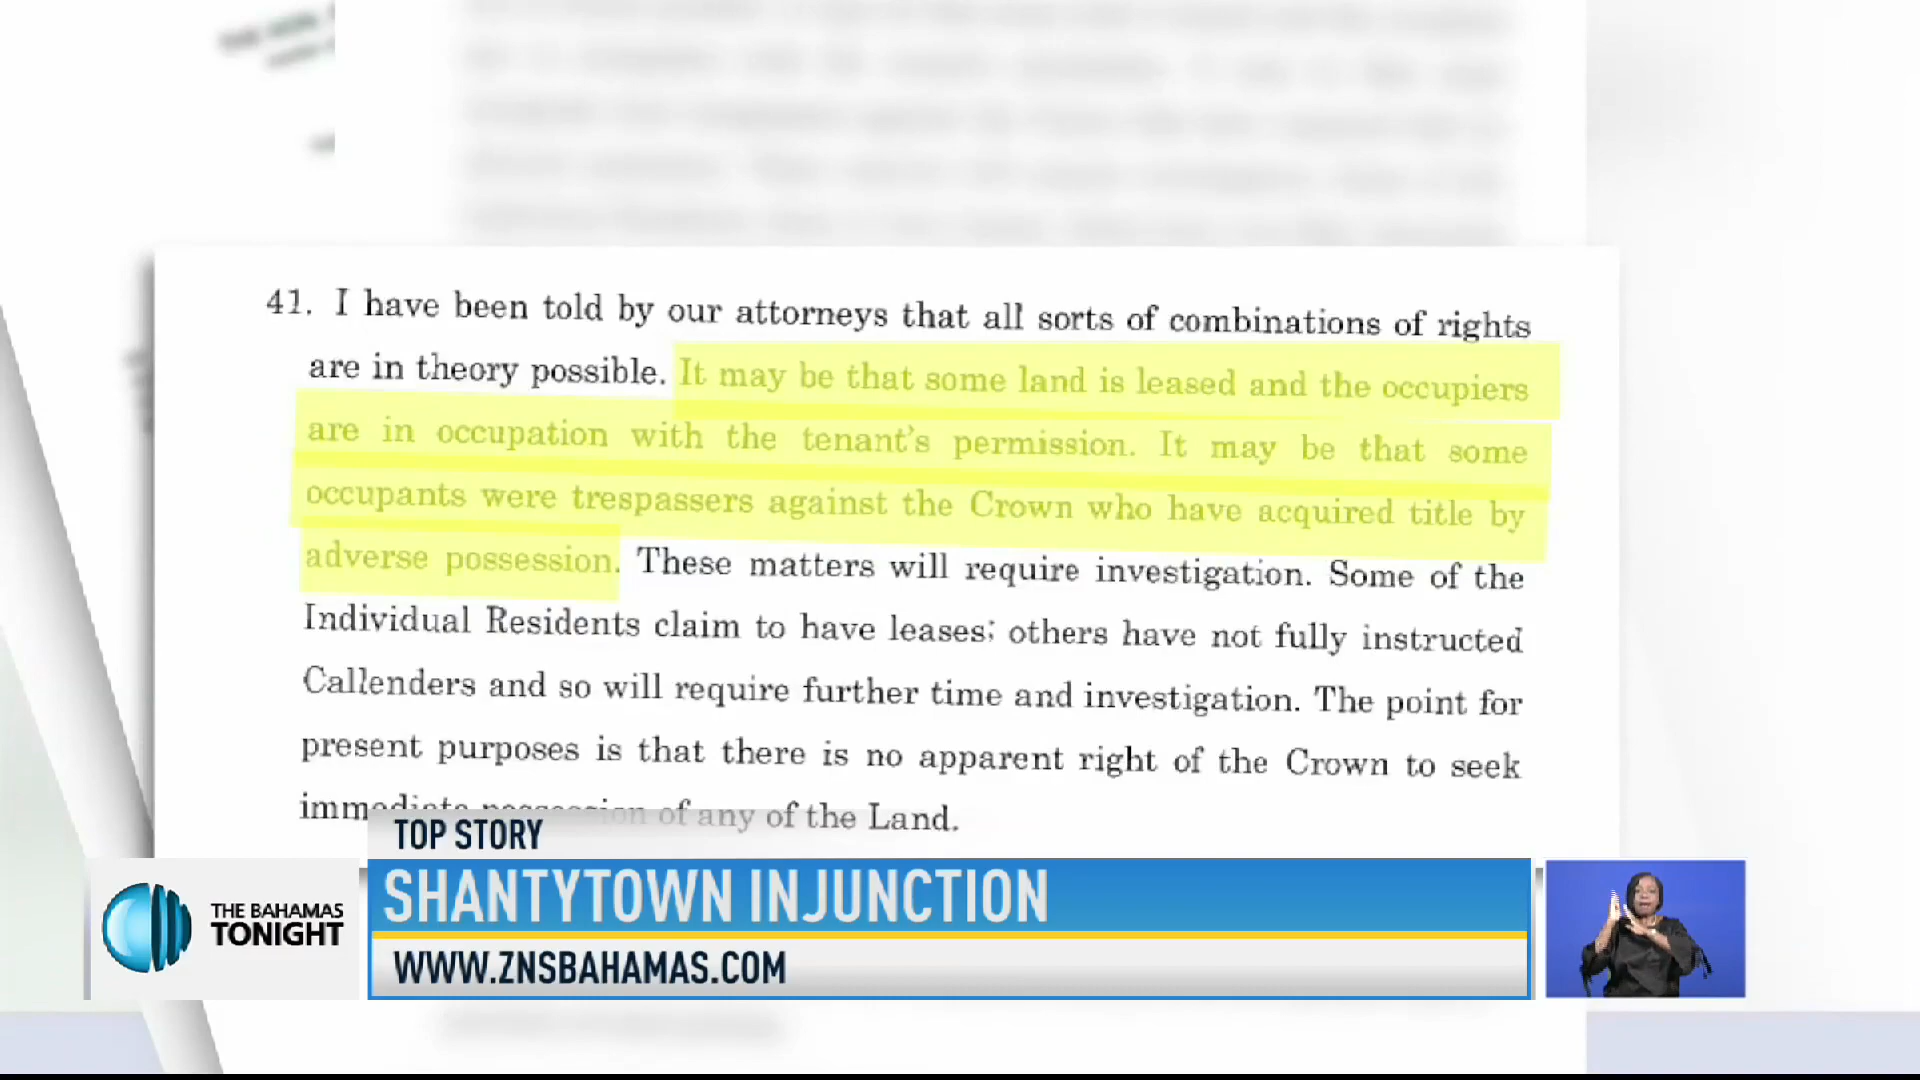 41. I have been told by our attorneys that all sorts of combinations of rights
are in theory possible. It may be that some land is leased and the occupiers
are in occupation with the tenant's permission. It may be that some
occupants were trespassers against the Crown who have acquired title by
adverse possession. These matters will require investigation. Some of the
Individual Residents claim to have leases; others have not fully instructed
Callenders and so will require further time and investigation. The point for
present purposes is that there is no apparent right of the Crown to seek
immediate possession of any of the Land.
TOP STORY
SHANTYTOWN INJUNCTION
THE BAHAMAS
TONIGHT
WWW.ZNSBAHAMAS.COM